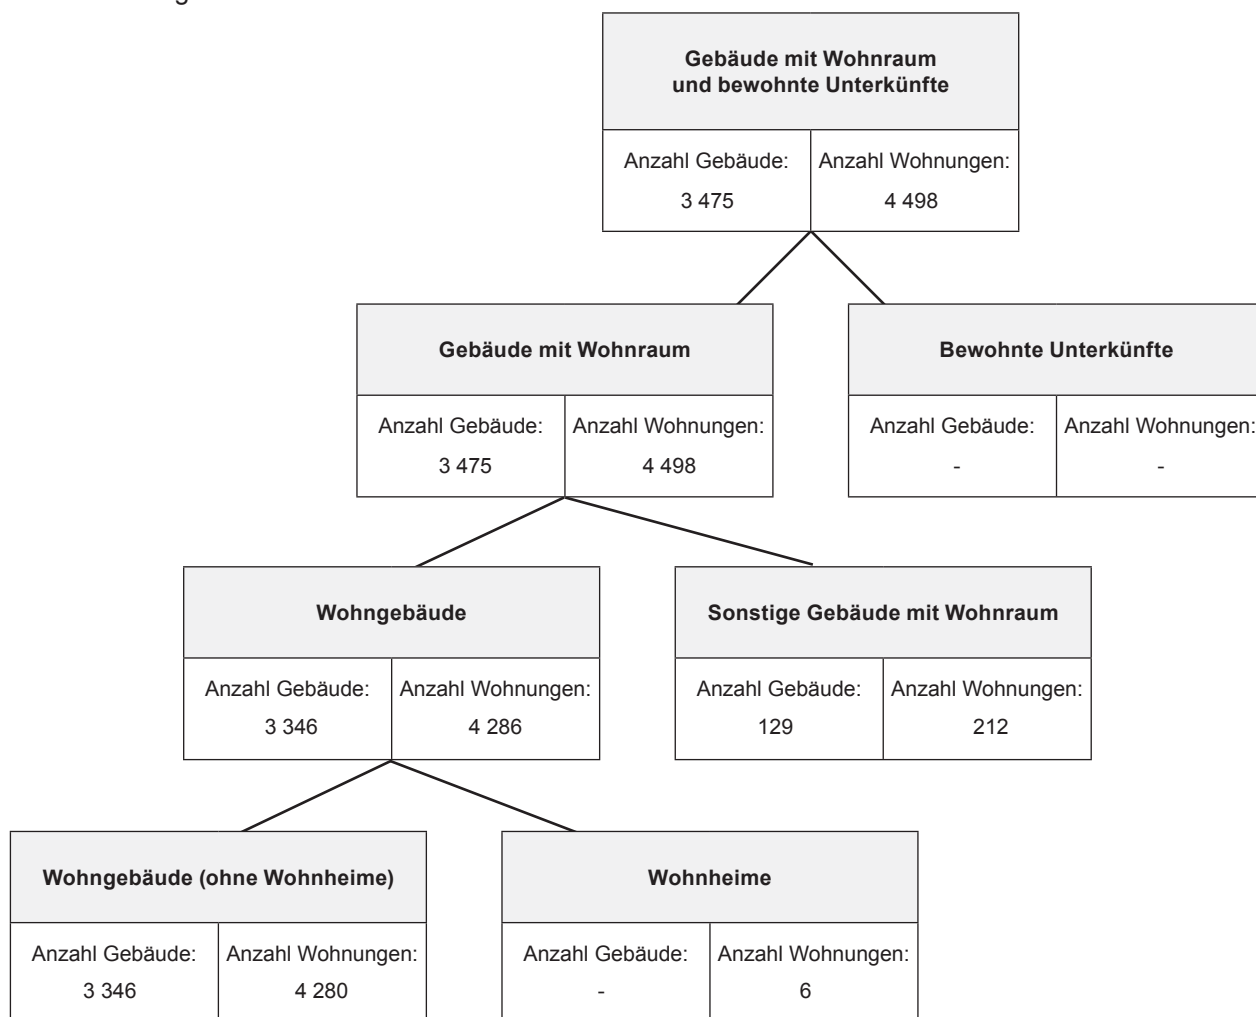 Gebäude mit Wohnraum
und bewohnte Unterkünfte
Anzahl Gebäude: Anzahl Wohnungen:
3 475 4 498
Gebäude mit Wohnraum
Anzahl Gebäude: Anzahl Wohnungen:
3 475 4 498
Bewohnte Unterkünfte
Anzahl Gebäude: Anzahl Wohnungen:
- -
Wohngebäude
Anzahl Gebäude: Anzahl Wohnungen:
3 346 4 286
Sonstige Gebäude mit Wohnraum
Anzahl Gebäude: Anzahl Wohnungen:
129 212
Wohngebäude (ohne Wohnheime)
Anzahl Gebäude: Anzahl Wohnungen:
3 346 4 280
Wohnheime
Anzahl Gebäude: Anzahl Wohnungen:
- 6